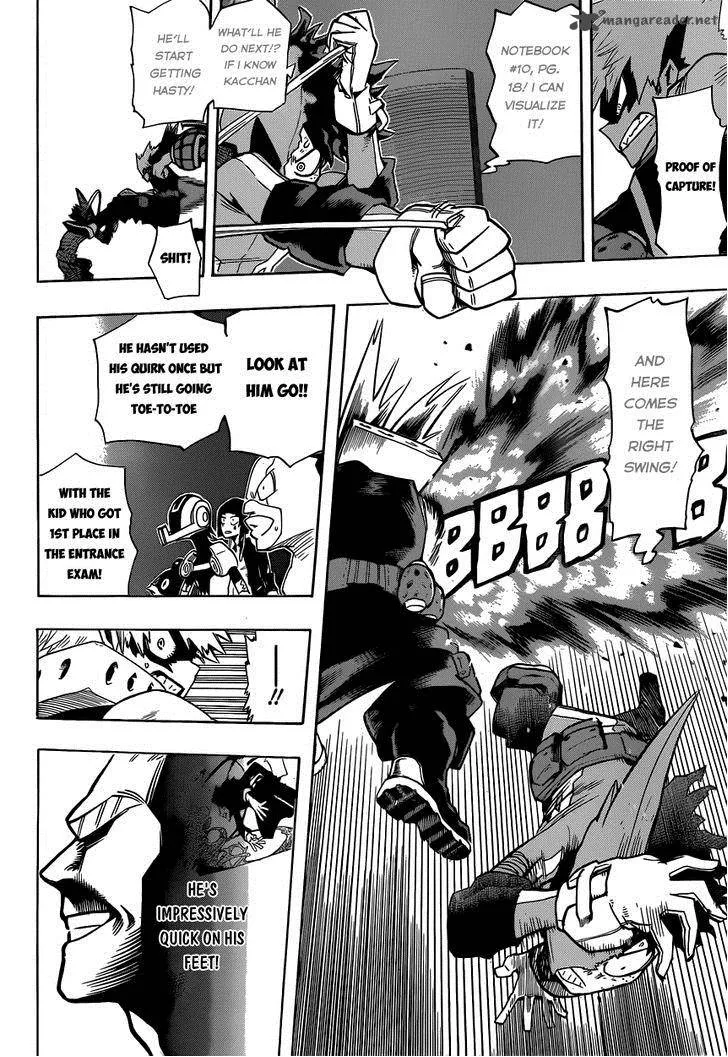 mangareader.net
PROOF OF
CAPTURE!
NOTEBOOK
#10, PG.
18! I CAN
VISUALIZE
IT!
WHAT'LL HE
DO NEXT!?
IF I KNOW
KACCHAN
HE'LL
START
GETTING
HASTY!
SHIT!
AND
HERE
COMES
THE
RIGHT
SWING!
BBBB B
LOOK AT
HIM GO!!
HE HASN'T USED
HIS QUIRK ONCE BUT
HE'S STILL GOING
TOE-TO-TOE
WITH THE
KID WHO GOT
1ST PLACE IN
THE ENTRANCE
EXAM!
!!
HE'S
IMPRESSIVELY
QUICK ON HIS
FEET!